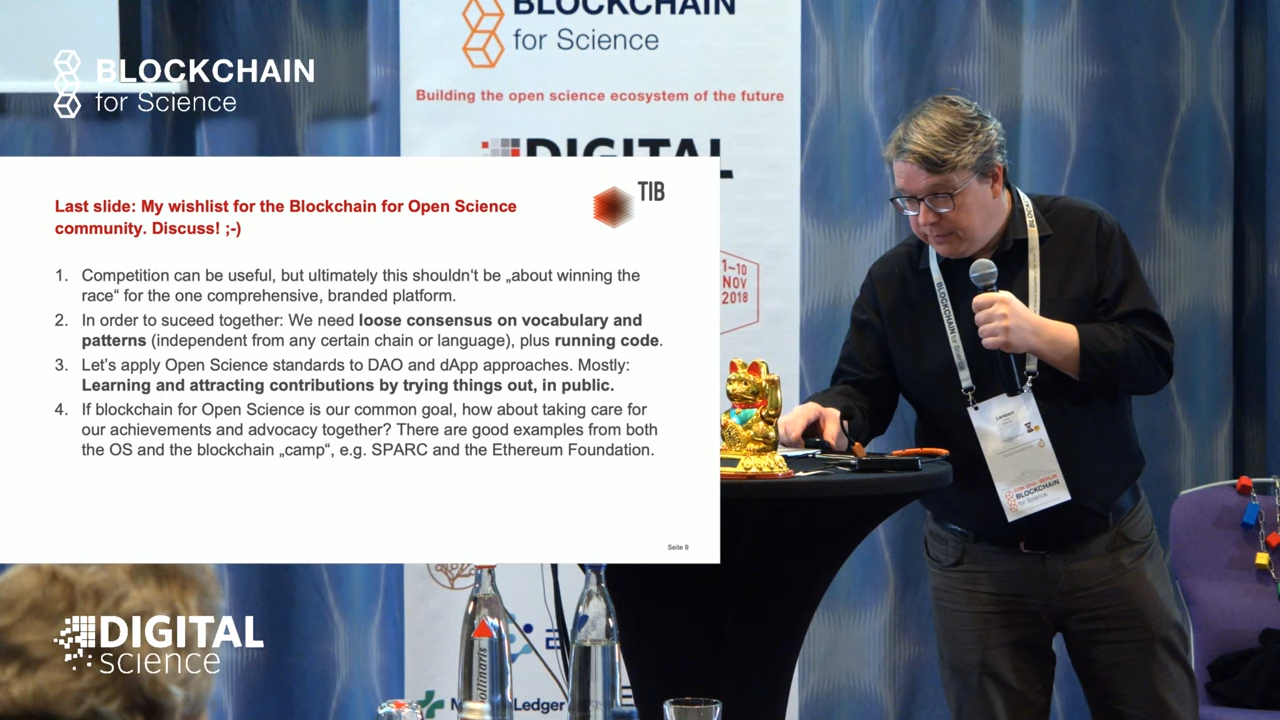 BLOCKCHAIN
for Science
BLOCKCHAIN
for Science
Building the open science ecosystem of the future
DIGITAL
TIB
Last slide: My wishlist for the Blockchain for Open Science
community. Discuss! ;-)
1. Competition can be useful, but ultimately this shouldn't be „about winning the
race“ for the one comprehensive, branded platform.
2. In order to suceed together: We need loose consensus on vocabulary and
patterns (independent from any certain chain or language), plus running code.
3. Let's apply Open Science standards to DAO and dApp approaches. Mostly:
Learning and attracting contributions by trying things out, in public.
4. If blockchain for Open Science is our common goal, how about taking care for
our achievements and advocacy together? There are good examples from both
the OS and the blockchain „camp“, e.g. SPARC and the Ethereum Foundation.
Seite 9
1-10
NOV
2018
BLOCK
BLOCKCHAIN
for Science
Lambert
BLOCKCHAIN
for Science
DIGITAL
science
ollinaris
Ledger